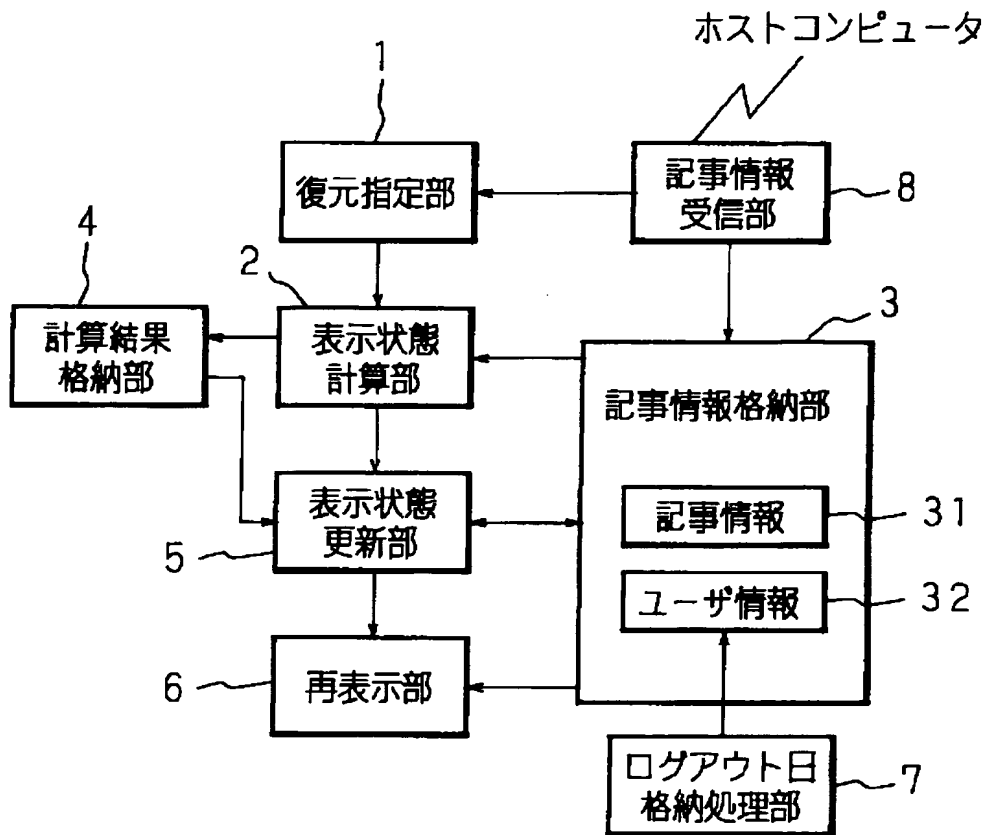 ホストコンピュータ
1
復元指定部
記事情報
受信部
8
4
2
計算結果
格納部
表示状態
計算部
3
記事情報格納部
表示状態
更新部
5
記事情報
31
ユーザ情報
32
再表示部
6
ログアウト日
格納処理部
7